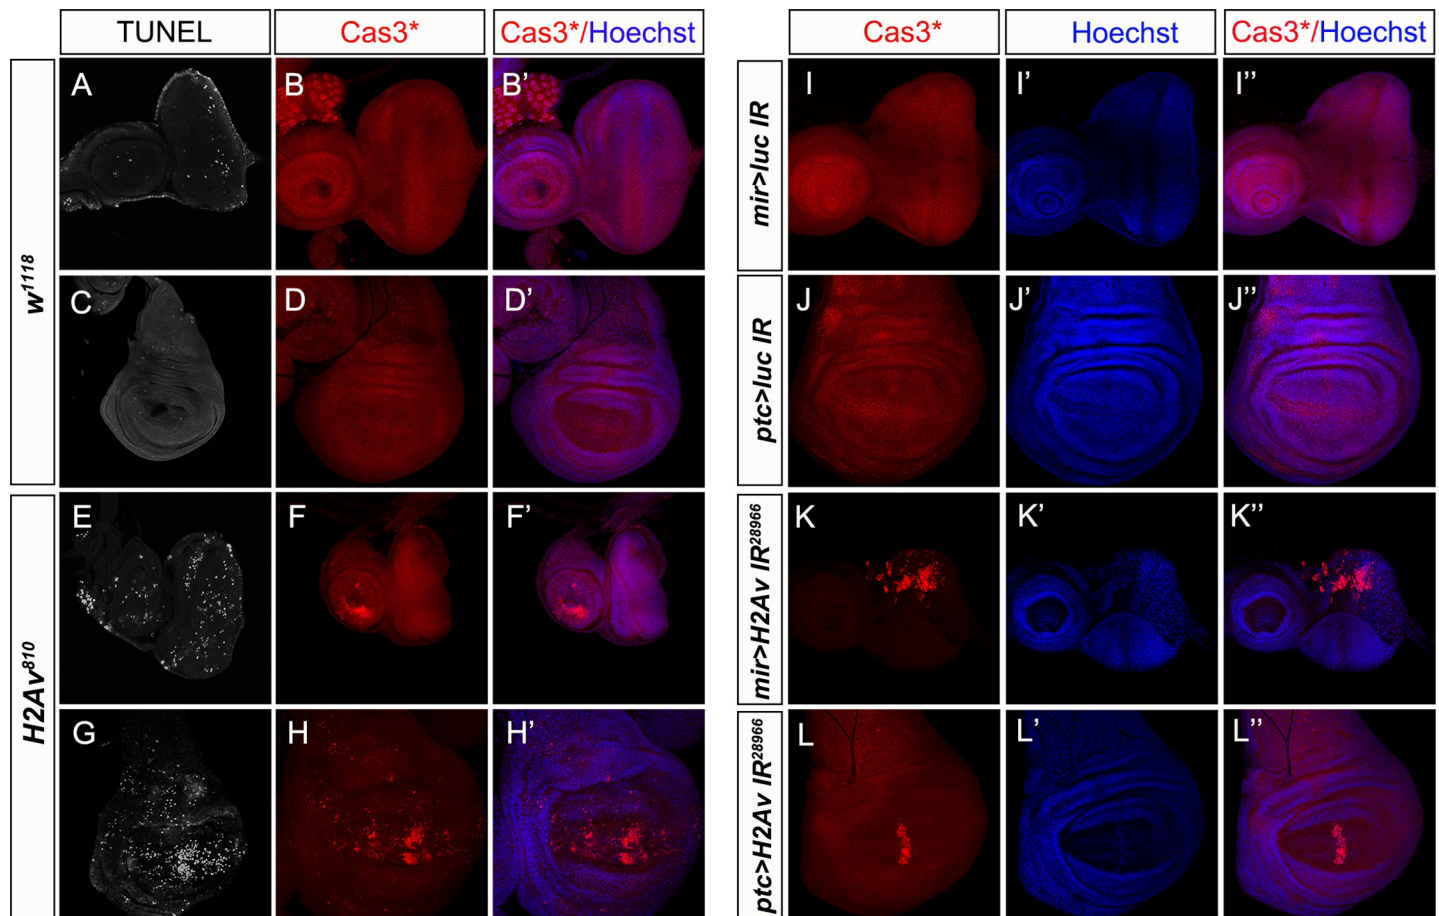 TUNEL Cas3* Cas3*/Hoechst Cas3* Hoechst Cas3*/Hoechst
w1118
A B B’
C D D’
H2Av810
E F F’
G H H’
mir>luc IR
I I’ I’’
ptc>luc IR
J J’ J’’
mir>H2Av IR28966
K K’ K’’
ptc>H2Av IR28966
L L’ L’’